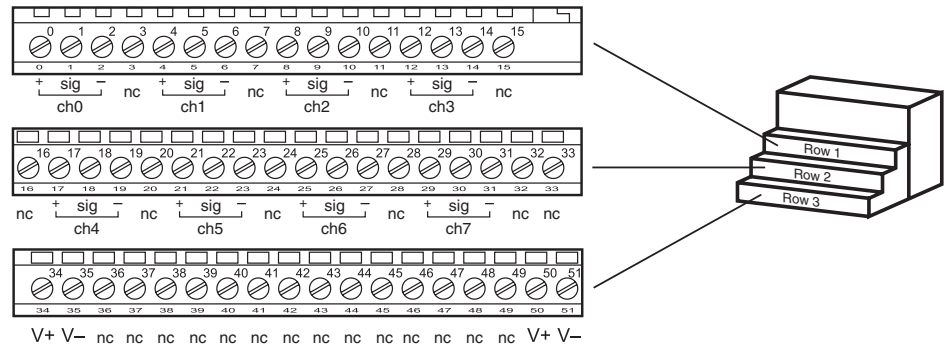 0 1 2 3 4 5 6 7 8 9 10 11 12 13 14 15
0 1 2 3 4 5 6 7 8 9 10 11 12 13 14 15
+ sig – nc + sig – nc + sig – nc + sig – nc
ch0 ch1 ch2 ch3
16 17 18 19 20 21 22 23 24 25 26 27 28 29 30 31 32 33
16 17 18 19 20 21 22 23 24 25 26 27 28 29 30 31 32 33
nc + sig – nc + sig – nc + sig – nc + sig – nc nc
ch4 ch5 ch6 ch7
34 35 36 37 38 39 40 41 42 43 44 45 46 47 48 49 50 51
34 35 36 37 38 39 40 41 42 43 44 45 46 47 48 49 50 51
V+ V– nc nc nc nc nc nc nc nc nc nc nc nc nc nc V+ V–
Row 1
Row 2
Row 3